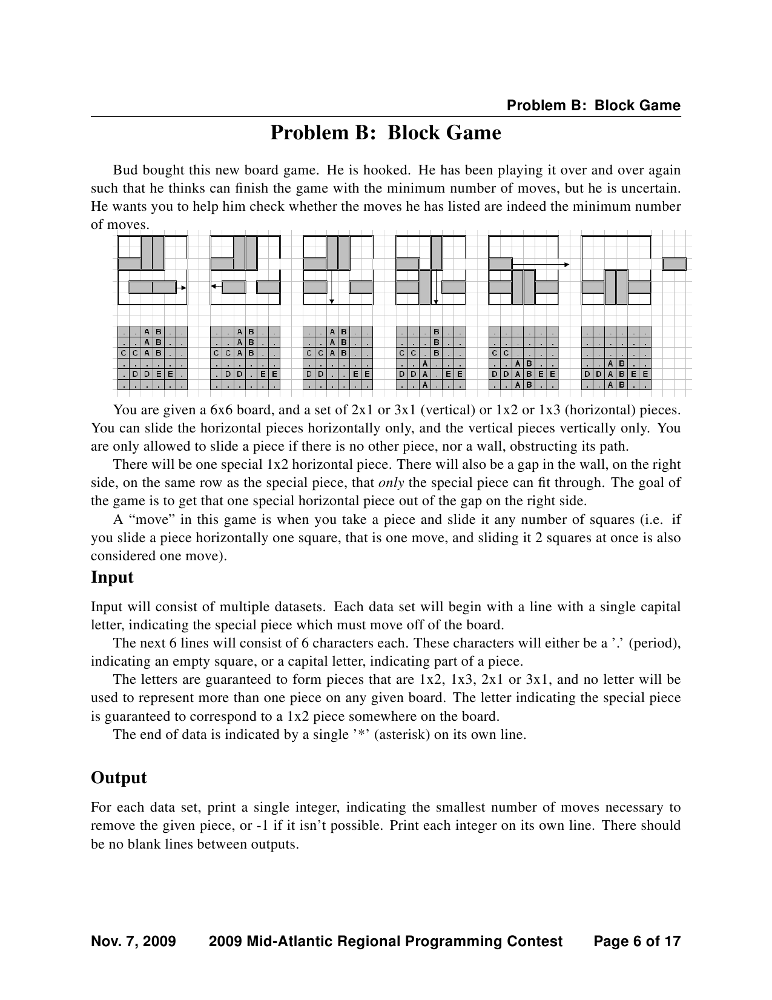 Problem B: Block Game
Problem B: Block Game
Bud bought this new board game. He is hooked. He has been playing it over and over again
such that he thinks can finish the game with the minimum number of moves, but he is uncertain.
He wants you to help him check whether the moves he has listed are indeed the minimum number
of moves.
. . A B . . . . A B . . . . A B . . . . . B . . . . . . . . . . . . . .
. . A B . . . . A B . . . . A B . . . . . B . . . . . . . . . . . . . .
C C A B . . C C A B . . C C A B . . C C . B . . C C . . . . . . . . . .
. . . . . . . . . . . . . . . . . . . . A . . . . . A B . . . . A B . .
. D D E E . . D D . E E D D . . E E D D A . E E D D A B E E D D A B E E
. . . . . . . . . . . . . . . . . . . . A . . . . . A B . . . . A B . .
You are given a 6x6 board, and a set of 2x1 or 3x1 (vertical) or 1x2 or 1x3 (horizontal) pieces.
You can slide the horizontal pieces horizontally only, and the vertical pieces vertically only. You
are only allowed to slide a piece if there is no other piece, nor a wall, obstructing its path.
There will be one special 1x2 horizontal piece. There will also be a gap in the wall, on the right
side, on the same row as the special piece, that only the special piece can fit through. The goal of
the game is to get that one special horizontal piece out of the gap on the right side.
A “move” in this game is when you take a piece and slide it any number of squares (i.e. if
you slide a piece horizontally one square, that is one move, and sliding it 2 squares at once is also
considered one move).
Input
Input will consist of multiple datasets. Each data set will begin with a line with a single capital
letter, indicating the special piece which must move off of the board.
The next 6 lines will consist of 6 characters each. These characters will either be a ’.’ (period),
indicating an empty square, or a capital letter, indicating part of a piece.
The letters are guaranteed to form pieces that are 1x2, 1x3, 2x1 or 3x1, and no letter will be
used to represent more than one piece on any given board. The letter indicating the special piece
is guaranteed to correspond to a 1x2 piece somewhere on the board.
The end of data is indicated by a single ’*’ (asterisk) on its own line.
Output
For each data set, print a single integer, indicating the smallest number of moves necessary to
remove the given piece, or -1 if it isn’t possible. Print each integer on its own line. There should
be no blank lines between outputs.
Nov. 7, 2009 2009 Mid-Atlantic Regional Programming Contest Page 6 of 17